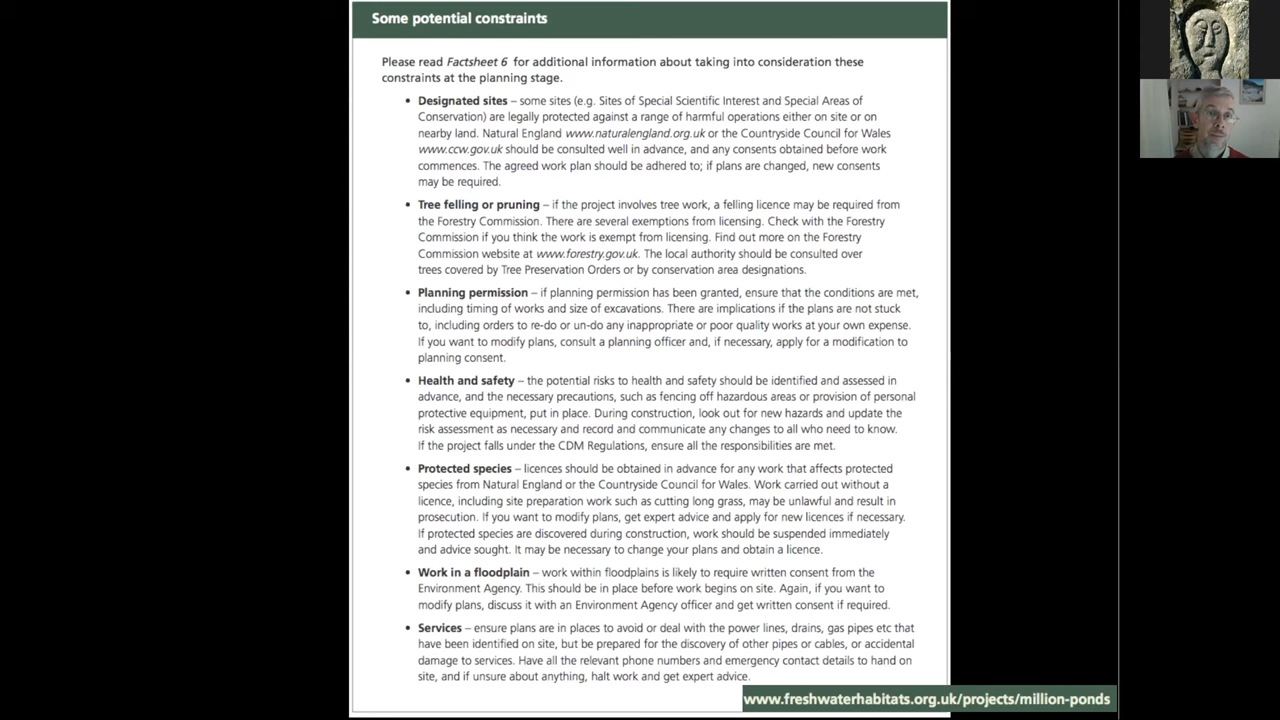 Some potential constraints
Please read Factsheet 6 for additional information about taking into consideration these
constraints at the planning stage.
• Designated sites – some sites (e.g. Sites of Special Scientific Interest and Special Areas of
Conservation) are legally protected against a range of harmful operations either on site or on
nearby land. Natural England www.naturalengland.org.uk or the Countryside Council for Wales
www.ccw.gov.uk should be consulted well in advance, and any consents obtained before work
commences. The agreed work plan should be adhered to; if plans are changed, new consents
may be required.
• Tree felling or pruning – if the project involves tree work, a felling licence may be required from
the Forestry Commission. There are several exemptions from licensing. Check with the Forestry
Commission if you think the work is exempt from licensing. Find out more on the Forestry
Commission website at www.forestry.gov.uk. The local authority should be consulted over
trees covered by Tree Preservation Orders or by conservation area designations.
• Planning permission – if planning permission has been granted, ensure that the conditions are met,
including timing of works and size of excavations. There are implications if the plans are not stuck
to, including orders to re-do or un-do any inappropriate or poor quality works at your own expense.
If you want to modify plans, consult a planning officer and, if necessary, apply for a modification to
planning consent.
• Health and safety – the potential risks to health and safety should be identified and assessed in
advance, and the necessary precautions, such as fencing off hazardous areas or provision of personal
protective equipment, put in place. During construction, look out for new hazards and update the
risk assessment as necessary and record and communicate any changes to all who need to know.
If the project falls under the CDM Regulations, ensure all the responsibilities are met.
• Protected species – licences should be obtained in advance for any work that affects protected
species from Natural England or the Countryside Council for Wales. Work carried out without a
licence, including site preparation work such as cutting long grass, may be unlawful and result in
prosecution. If you want to modify plans, get expert advice and apply for new licences if necessary.
If protected species are discovered during construction, work should be suspended immediately
and advice sought. It may be necessary to change your plans and obtain a licence.
• Work in a floodplain – work within floodplains is likely to require written consent from the
Environment Agency. This should be in place before work begins on site. Again, if you want to
modify plans, discuss it with an Environment Agency officer and get written consent if required.
• Services – ensure plans are in places to avoid or deal with the power lines, drains, gas pipes etc that
have been identified on site, but be prepared for the discovery of other pipes or cables, or accidental
damage to services. Have all the relevant phone numbers and emergency contact details to hand on
site, and if unsure about anything, halt work and get expert advice.
www.freshwaterhabitats.org.uk/projects/million-ponds